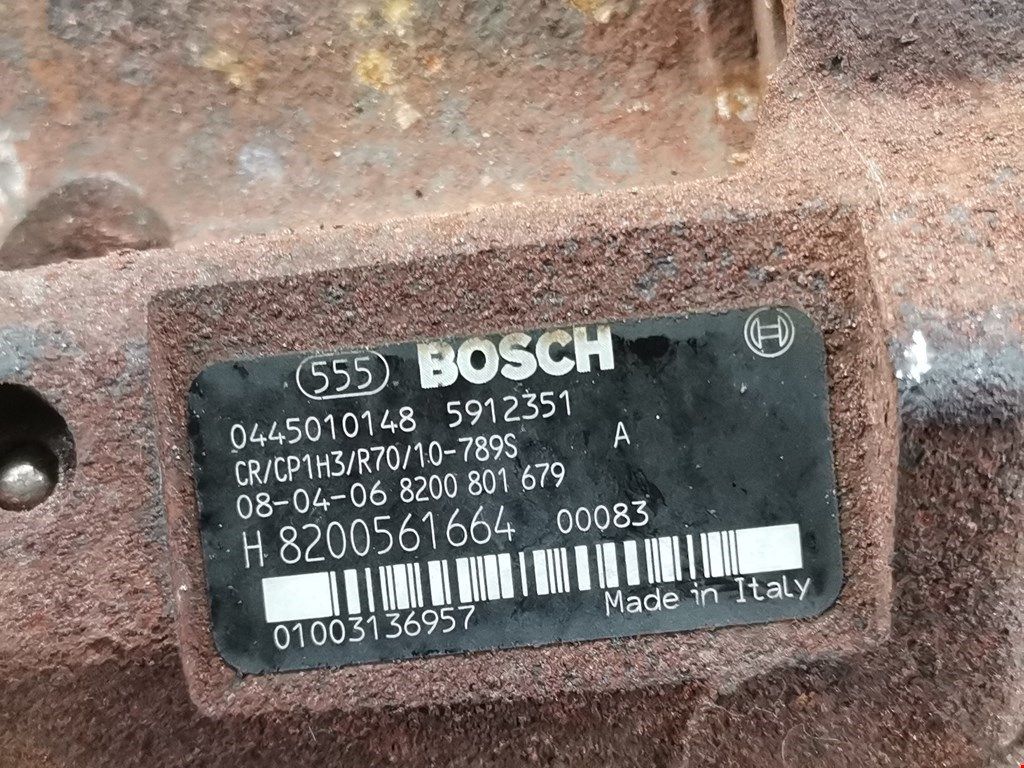 555 BOSCH H
0445010148 5912351
CR/CP1H3/R70/10-789S A
08-04-06 8200 801 679
H 8200561664 00083
01003136957 Made in Italy